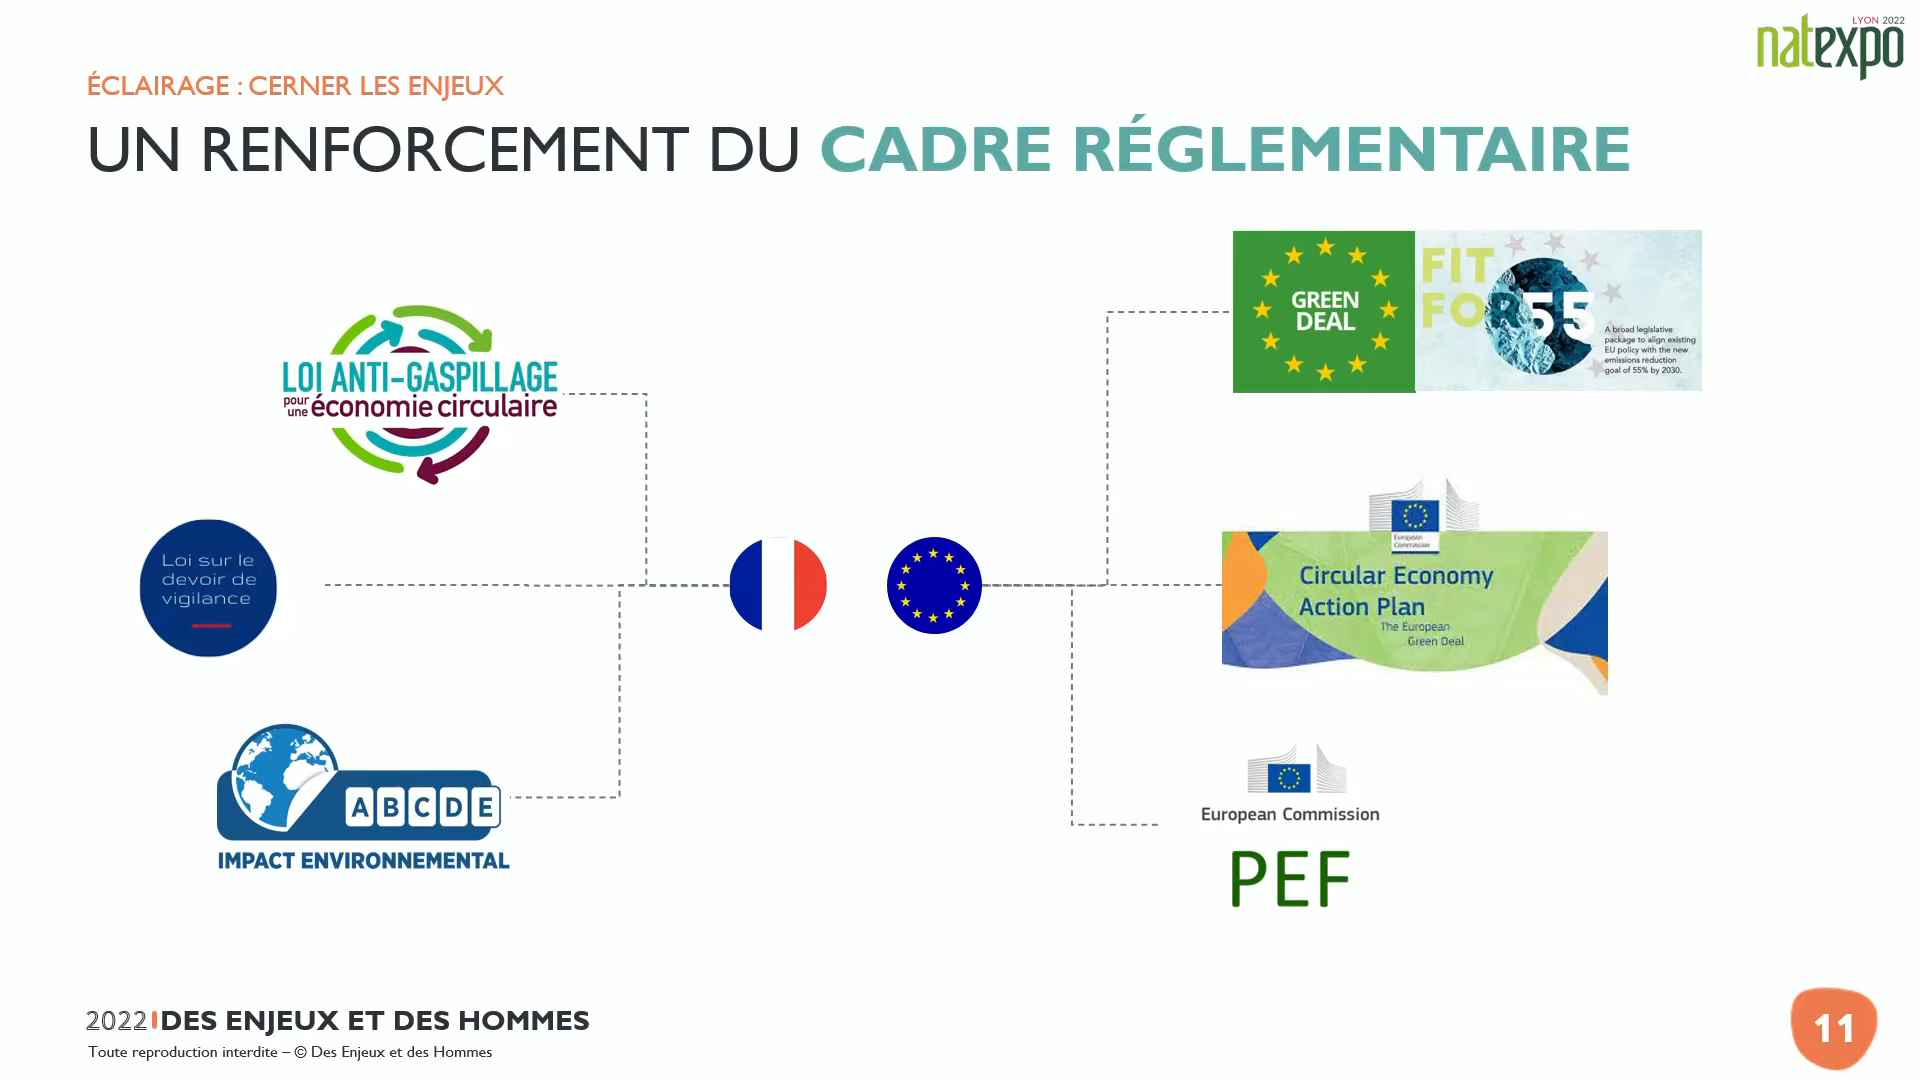 LYON 2022
natexpo
ÉCLAIRAGE : CERNER LES ENJEUX
UN RENFORCEMENT DU CADRE RÉGLEMENTAIRE
LOI ANTI-GASPILLAGE
pour une économie circulaire
Loi sur le
devoir de
vigilance
A B C D E
IMPACT ENVIRONNEMENTAL
GREEN
DEAL
FIT
FOR 55
A broad legislative
package to align existing
EU policy with the new
emissions reduction
goal of 55% by 2030.
European
Commission
Circular Economy
Action Plan
The European
Green Deal
European Commission
PEF
2022 DES ENJEUX ET DES HOMMES
Toute reproduction interdite – © Des Enjeux et des Hommes
11